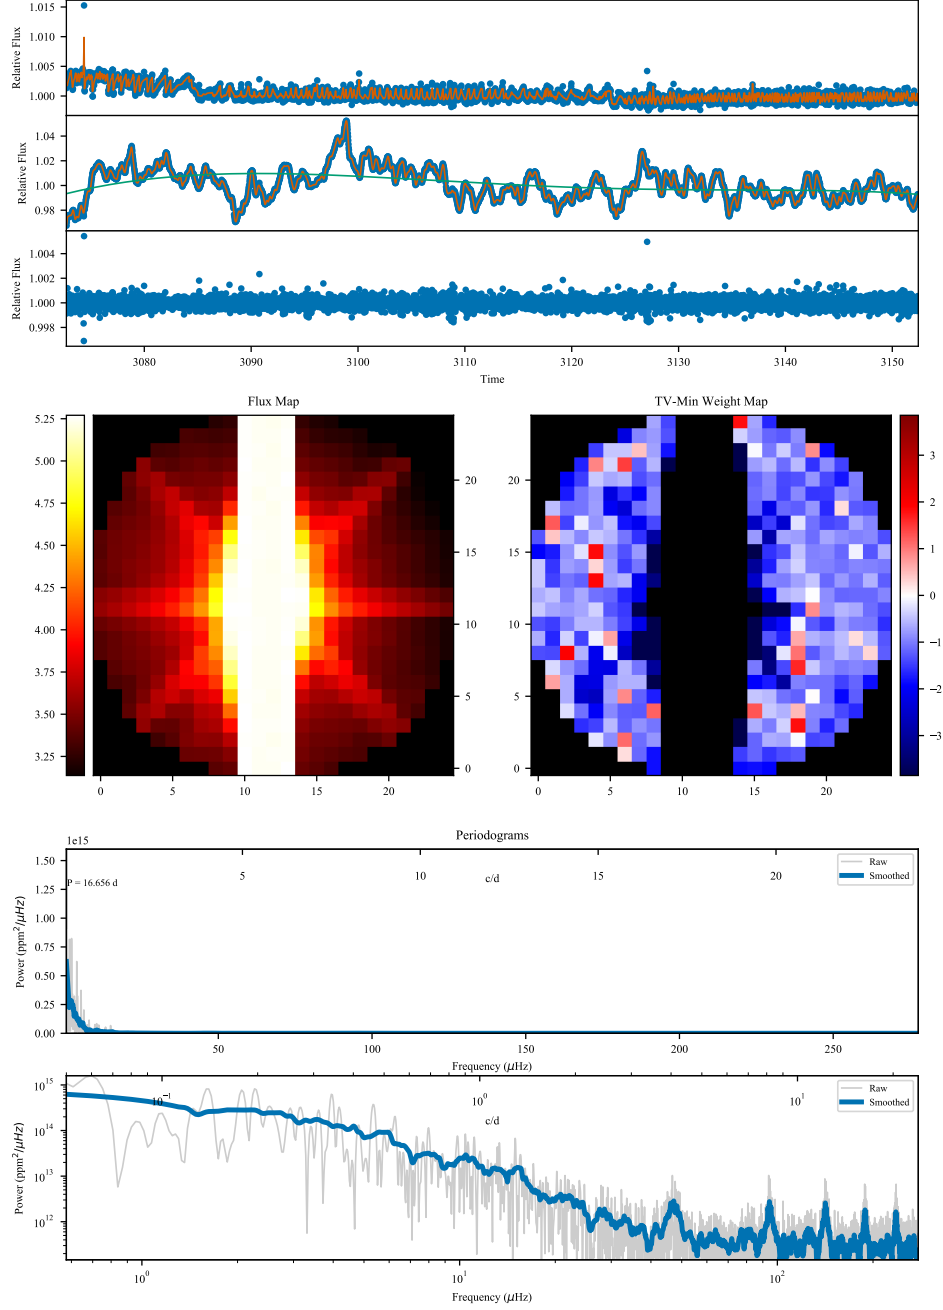 1.015
1.010
1.005
1.000
Relative Flux
1.04
1.02
1.00
0.98
Relative Flux
1.004
1.002
1.000
0.998
Relative Flux
3080 3090 3100 3110 3120 3130 3140 3150
Time
Flux Map
TV-Min Weight Map
5.25
5.00
4.75
4.50
4.25
4.00
3.75
3.50
3.25
20
15
10
5
0
0 5 10 15 20
20
15
10
5
0
0 5 10 15 20
3
2
1
0
−1
−2
−3
Periodograms
1e15
5 10 15 20
c/d
P = 16.656 d
Raw
Smoothed
1.50
1.25
1.00
0.75
0.50
0.25
0.00
Power (ppm²/μHz)
50 100 150 200 250
Frequency (μHz)
10⁻¹ 10⁰ 10¹
c/d
Raw
Smoothed
10¹⁵
10¹⁴
10¹³
10¹²
Power (ppm²/μHz)
10⁰ 10¹ 10²
Frequency (μHz)